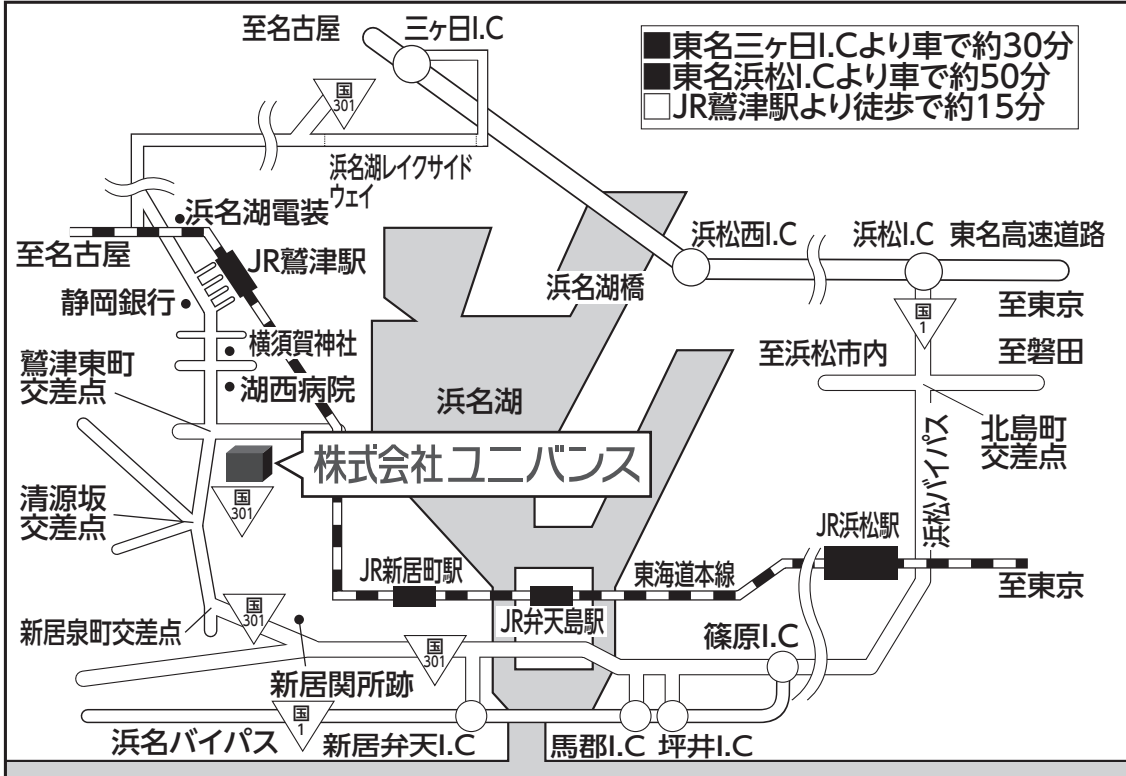 至名古屋
三ヶ日I.C
■東名三ヶ日I.Cより車で約30分
■東名浜松I.Cより車で約50分
□JR鷲津駅より徒歩で約15分
国
301
浜名湖レイクサイド
ウェイ
浜名湖電装
至名古屋
JR鷲津駅
浜松西I.C
浜松I.C
東名高速道路
浜名湖橋
静岡銀行
至東京
国
1
横須賀神社
鷲津東町
交差点
湖西病院
至浜松市内
至磐田
浜名湖
北島町
交差点
浜松バイパス
株式会社ユニバンス
国
301
清源坂
交差点
JR浜松駅
JR新居町駅
東海道本線
至東京
JR弁天島駅
新居泉町交差点
国
301
国
301
篠原I.C
新居関所跡
国
1
浜名バイパス
新居弁天I.C
馬郡I.C
坪井I.C